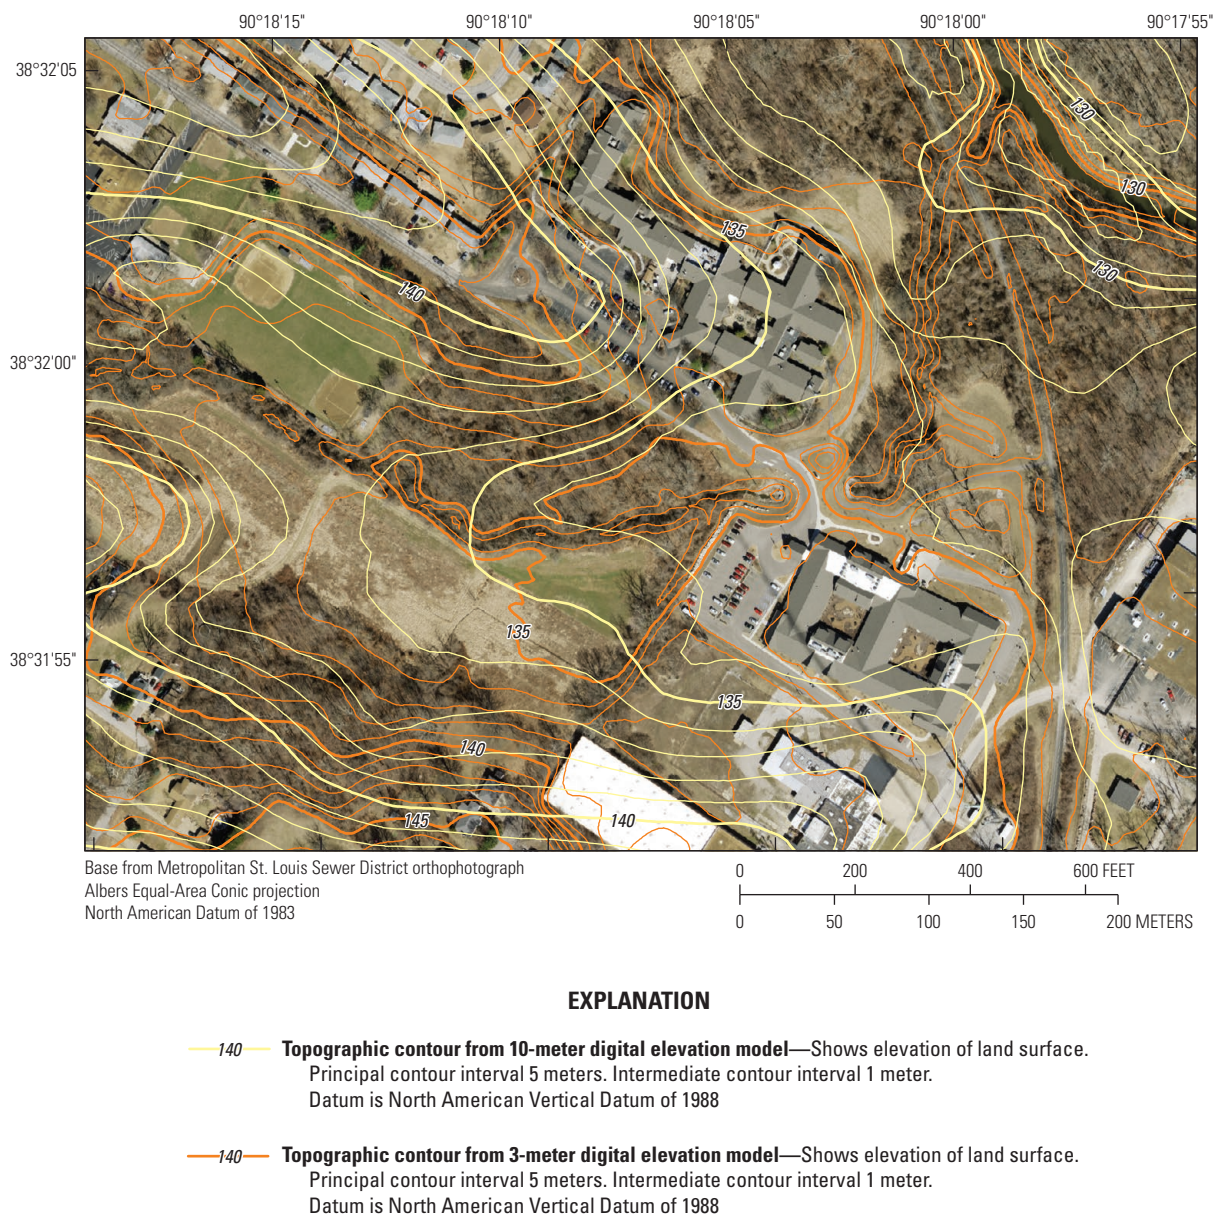 90°18'15" 90°18'10" 90°18'05" 90°18'00" 90°17'55"
38°32'05
130
130
135
130
140
38°32'00"
135
38°31'55"
135
140
145
140
Base from Metropolitan St. Louis Sewer District orthophotograph
Albers Equal-Area Conic projection
North American Datum of 1983
0 200 400 600 FEET
0 50 100 150 200 METERS
EXPLANATION
140 Topographic contour from 10-meter digital elevation model—Shows elevation of land surface.
Principal contour interval 5 meters. Intermediate contour interval 1 meter.
Datum is North American Vertical Datum of 1988
140 Topographic contour from 3-meter digital elevation model—Shows elevation of land surface.
Principal contour interval 5 meters. Intermediate contour interval 1 meter.
Datum is North American Vertical Datum of 1988